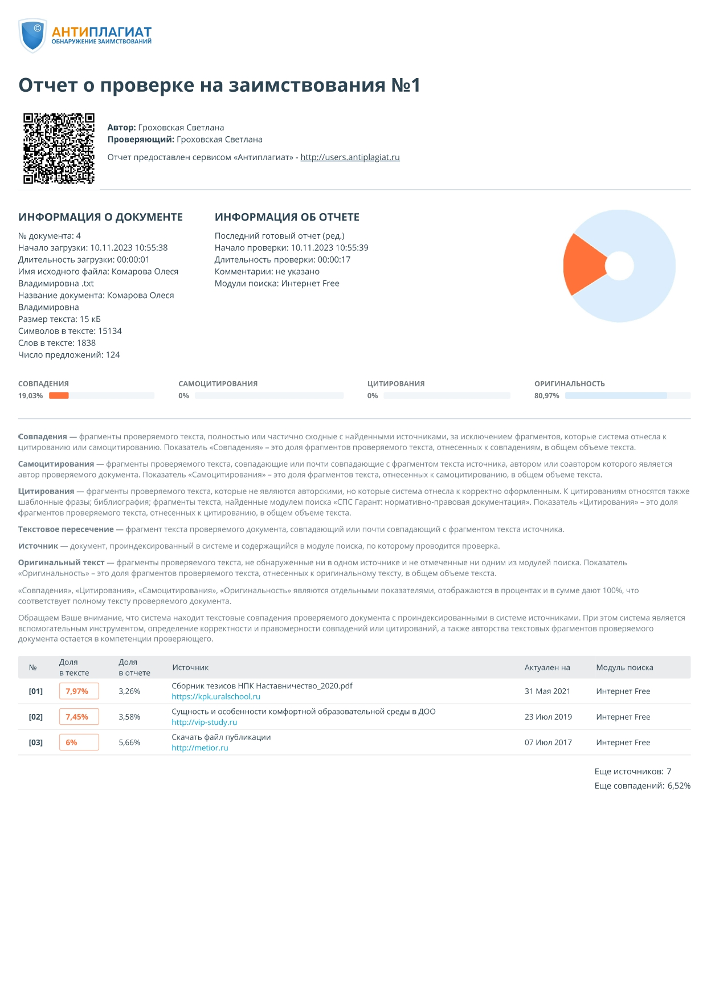 АНТИПЛАГИАТ
ОБНАРУЖЕНИЕ ЗАИМСТВОВАНИЙ
Отчет о проверке на заимствования №1
Автор: Гроховская Светлана
Проверяющий: Гроховская Светлана
Отчет предоставлен сервисом «Антиплагиат» - http://users.antiplagiat.ru
ИНФОРМАЦИЯ О ДОКУМЕНТЕ
№ документа: 4
Начало загрузки: 10.11.2023 10:55:38
Длительность загрузки: 00:00:01
Имя исходного файла: Комарова Олеся
Владимировна .txt
Название документа: Комарова Олеся
Владимировна
Размер текста: 15 кБ
Символов в тексте: 15134
Слов в тексте: 1838
Число предложений: 124
ИНФОРМАЦИЯ ОБ ОТЧЕТЕ
Последний готовый отчет (ред.)
Начало проверки: 10.11.2023 10:55:39
Длительность проверки: 00:00:17
Комментарии: не указано
Модули поиска: Интернет Free
СОВПАДЕНИЯ
19,03%
САМОЦИТИРОВАНИЯ
0%
ЦИТИРОВАНИЯ
0%
ОРИГИНАЛЬНОСТЬ
80,97%
Совпадения — фрагменты проверяемого текста, полностью или частично сходные с найденными источниками, за исключением фрагментов, которые система отнесла к
цитированию или самоцитированию. Показатель «Совпадения» – это доля фрагментов проверяемого текста, отнесенных к совпадениям, в общем объеме текста.
Самоцитирования — фрагменты проверяемого текста, совпадающие или почти совпадающие с фрагментом текста источника, автором или соавтором которого является
автор проверяемого документа. Показатель «Самоцитирования» – это доля фрагментов текста, отнесенных к самоцитированию, в общем объеме текста.
Цитирования — фрагменты проверяемого текста, которые не являются авторскими, но которые система отнесла к корректно оформленным. К цитированиям относятся также
шаблонные фразы; библиография; фрагменты текста, найденные модулем поиска «СПС Гарант: нормативно-правовая документация». Показатель «Цитирования» – это доля
фрагментов проверяемого текста, отнесенных к цитированию, в общем объеме текста.
Текстовое пересечение — фрагмент текста проверяемого документа, совпадающий или почти совпадающий с фрагментом текста источника.
Источник — документ, проиндексированный в системе и содержащийся в модуле поиска, по которому проводится проверка.
Оригинальный текст — фрагменты проверяемого текста, не обнаруженные ни в одном источнике и не отмеченные ни одним из модулей поиска. Показатель
«Оригинальность» – это доля фрагментов проверяемого текста, отнесенных к оригинальному тексту, в общем объеме текста.
«Совпадения», «Цитирования», «Самоцитирования», «Оригинальность» являются отдельными показателями, отображаются в процентах и в сумме дают 100%, что
соответствует полному тексту проверяемого документа.
Обращаем Ваше внимание, что система находит текстовые совпадения проверяемого документа с проиндексированными в системе источниками. При этом система является
вспомогательным инструментом, определение корректности и правомерности совпадений или цитирований, а также авторства текстовых фрагментов проверяемого
документа остается в компетенции проверяющего.
№ Доля в тексте Доля в отчете Источник Актуален на Модуль поиска
[01] 7,97% 3,26% Сборник тезисов НПК Наставничество_2020.pdf 31 Мая 2021 Интернет Free
https://kpk.uralschool.ru
[02] 7,45% 3,58% Сущность и особенности комфортной образовательной среды в ДОО 23 Июл 2019 Интернет Free
http://vip-study.ru
[03] 6% 5,66% Скачать файл публикации 07 Июл 2017 Интернет Free
http://metior.ru
Еще источников: 7
Еще совпадений: 6,52%